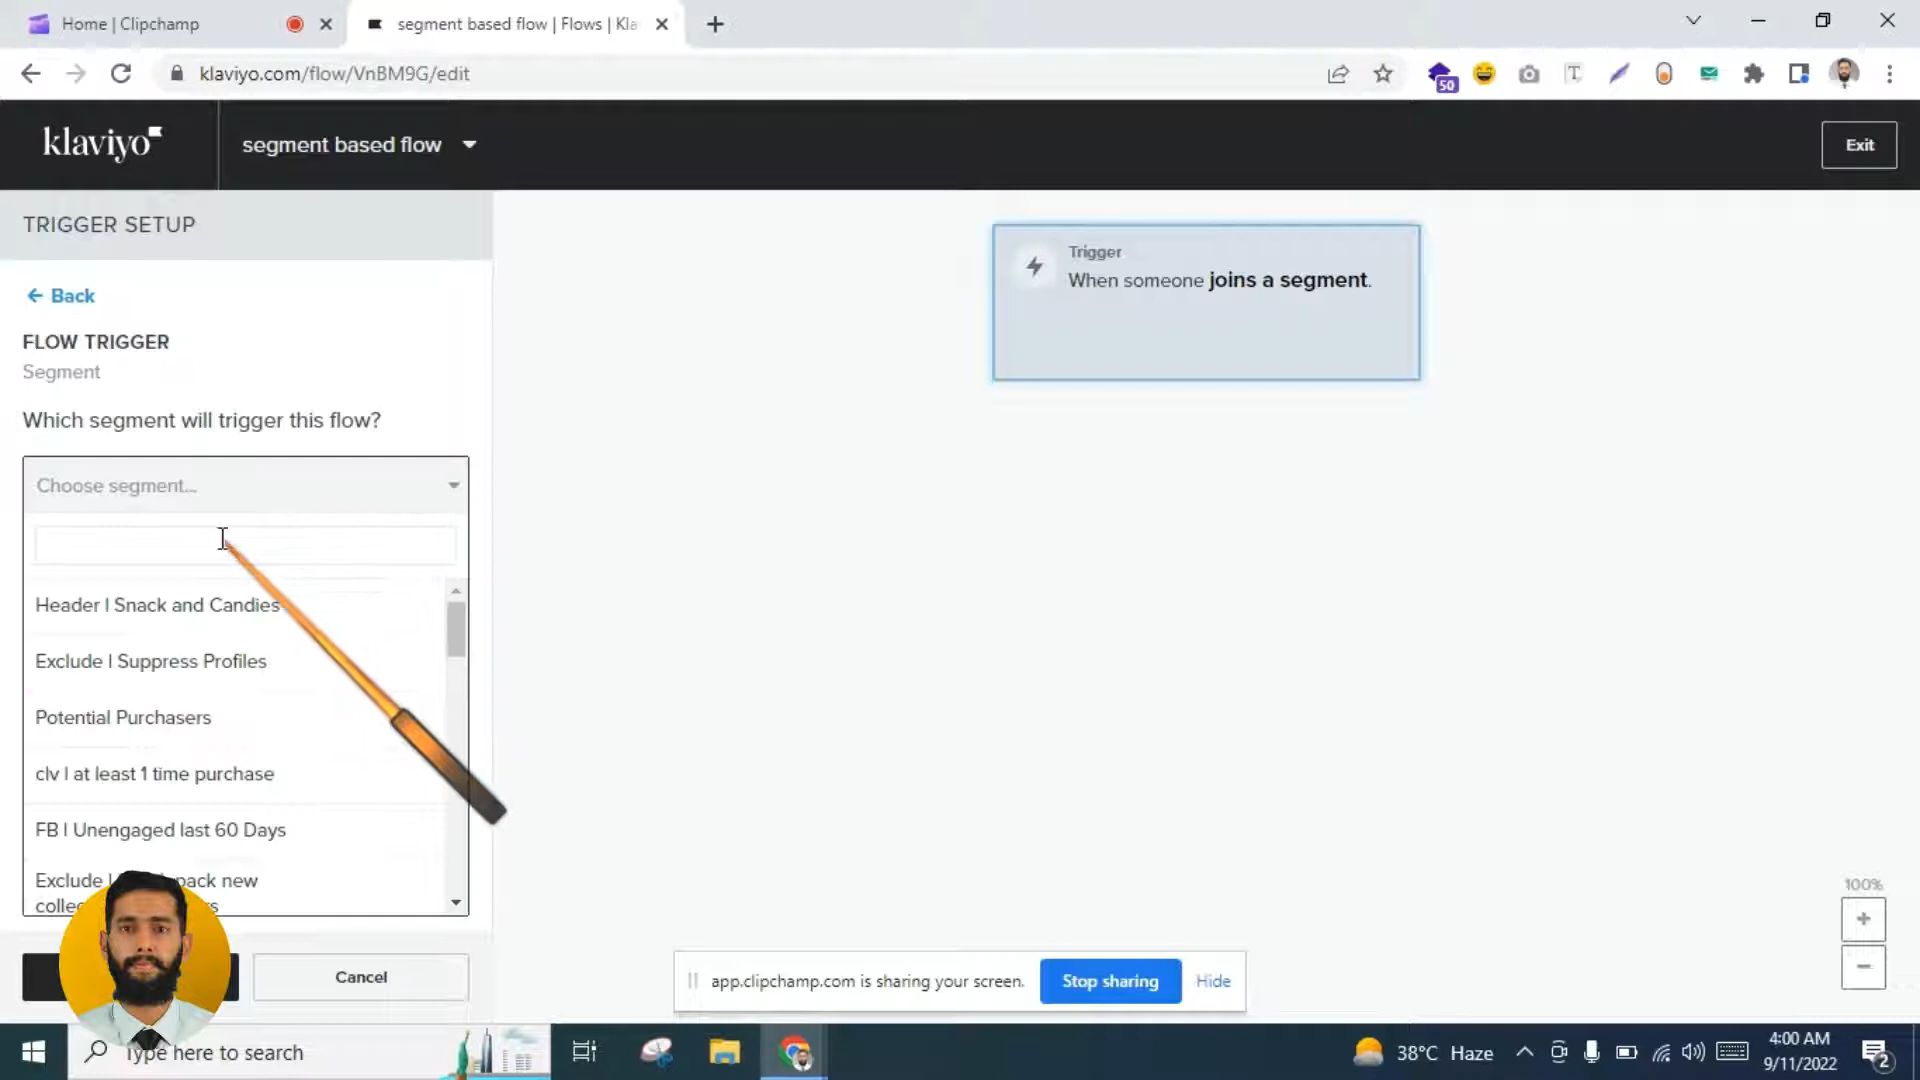 Home | Clipchamp
segment based flow | Flows | Kla
klaviyo.com/flow/VnBM9G/edit
50
klaviyo
segment based flow
Exit
TRIGGER SETUP
← Back
FLOW TRIGGER
Segment
Which segment will trigger this flow?
Choose segment...
Header | Snack and Candies
Exclude | Suppress Profiles
Potential Purchasers
clv | at least 1 time purchase
FB | Unengaged last 60 Days
Exclude pack new
Cancel
Trigger
When someone joins a segment.
100%
+
−
app.clipchamp.com is sharing your screen.
Stop sharing
Hide
Type here to search
38°C Haze
4:00 AM
9/11/2022
2